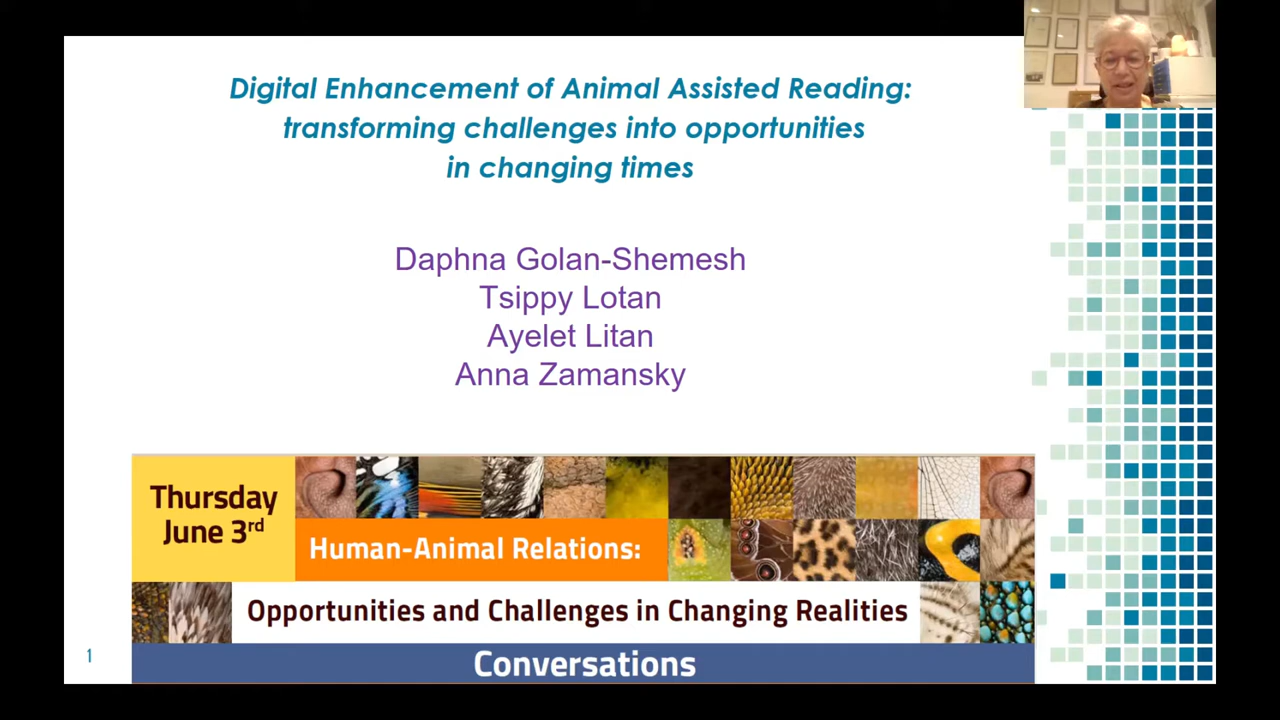 Digital Enhancement of Animal Assisted Reading:
transforming challenges into opportunities
in changing times
Daphna Golan-Shemesh
Tsippy Lotan
Ayelet Litan
Anna Zamansky
Thursday
June 3rd
Human-Animal Relations:
Opportunities and Challenges in Changing Realities
Conversations
1